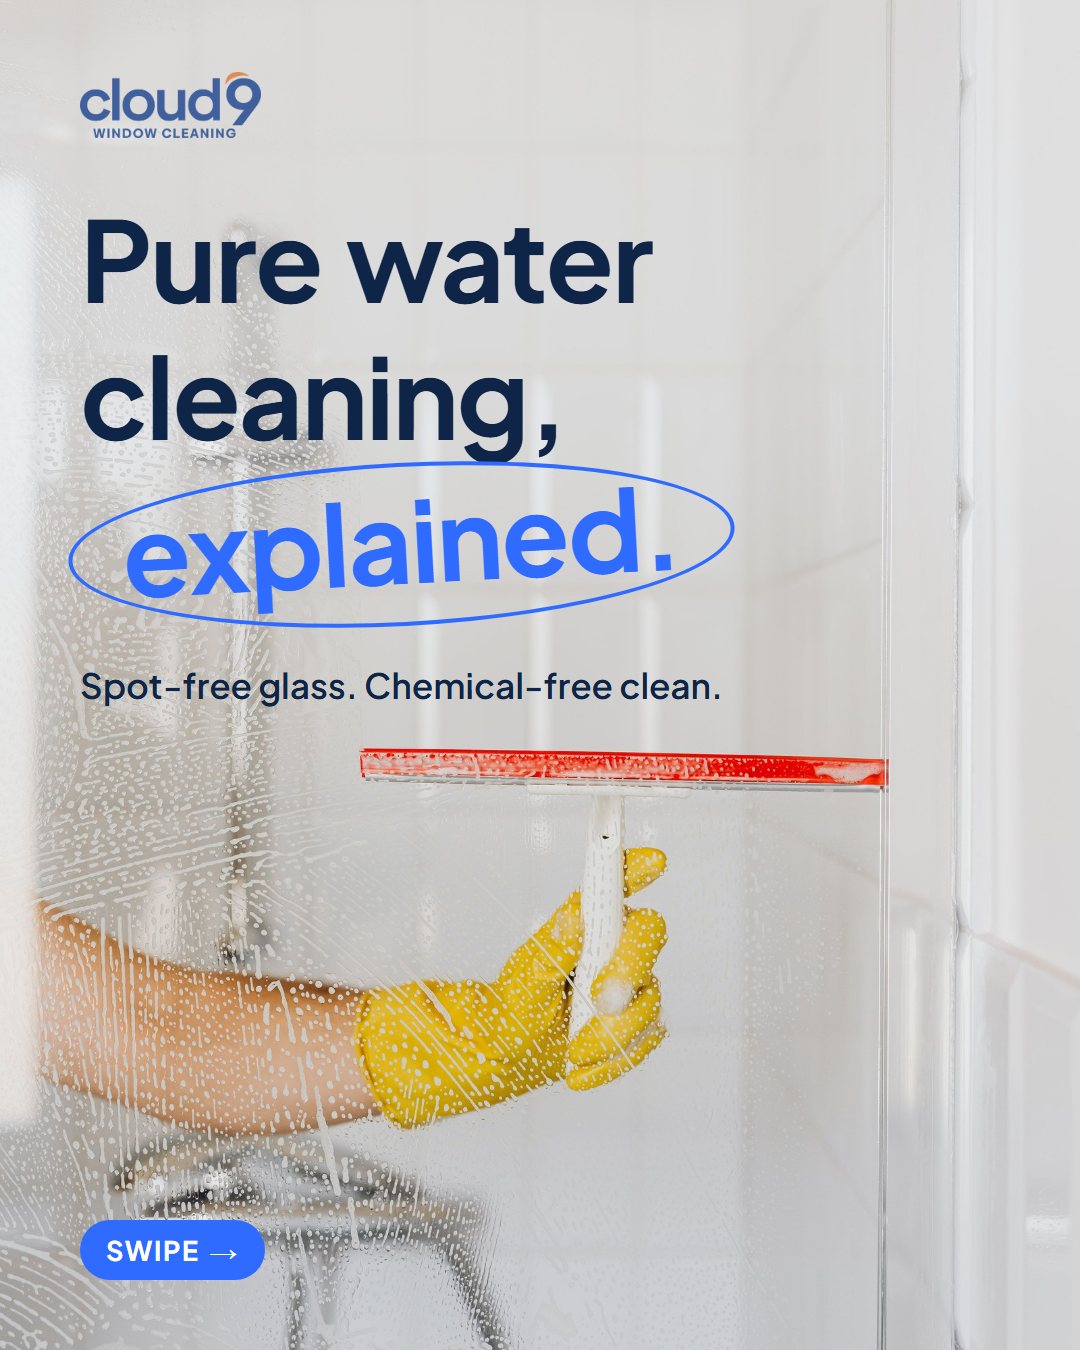 cloud9
WINDOW CLEANING
Pure water
cleaning,
explained.
Spot-free glass. Chemical-free clean.
SWIPE →